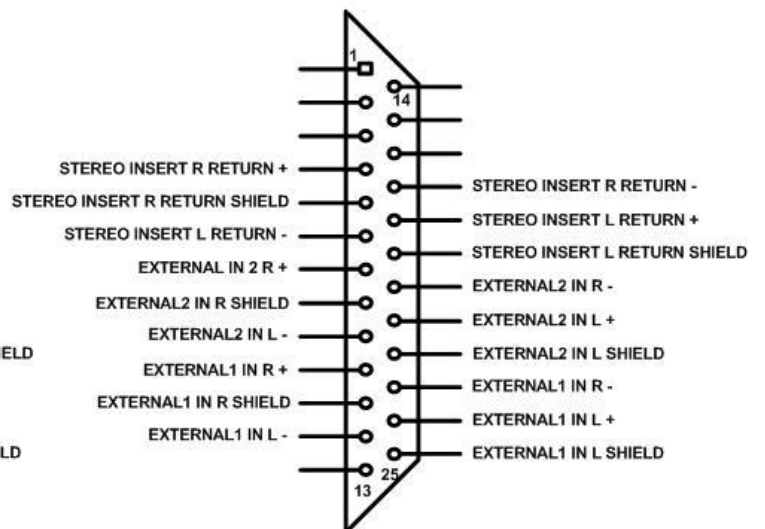 1
14
STEREO INSERT R RETURN +
STEREO INSERT R RETURN -
STEREO INSERT R RETURN SHIELD
STEREO INSERT L RETURN +
STEREO INSERT L RETURN -
STEREO INSERT L RETURN SHIELD
EXTERNAL IN 2 R +
EXTERNAL2 IN R -
EXTERNAL2 IN R SHIELD
EXTERNAL2 IN L +
EXTERNAL2 IN L -
IELD
EXTERNAL2 IN L SHIELD
EXTERNAL1 IN R +
EXTERNAL1 IN R -
EXTERNAL1 IN R SHIELD
EXTERNAL1 IN L +
EXTERNAL1 IN L -
LD
EXTERNAL1 IN L SHIELD
25
13